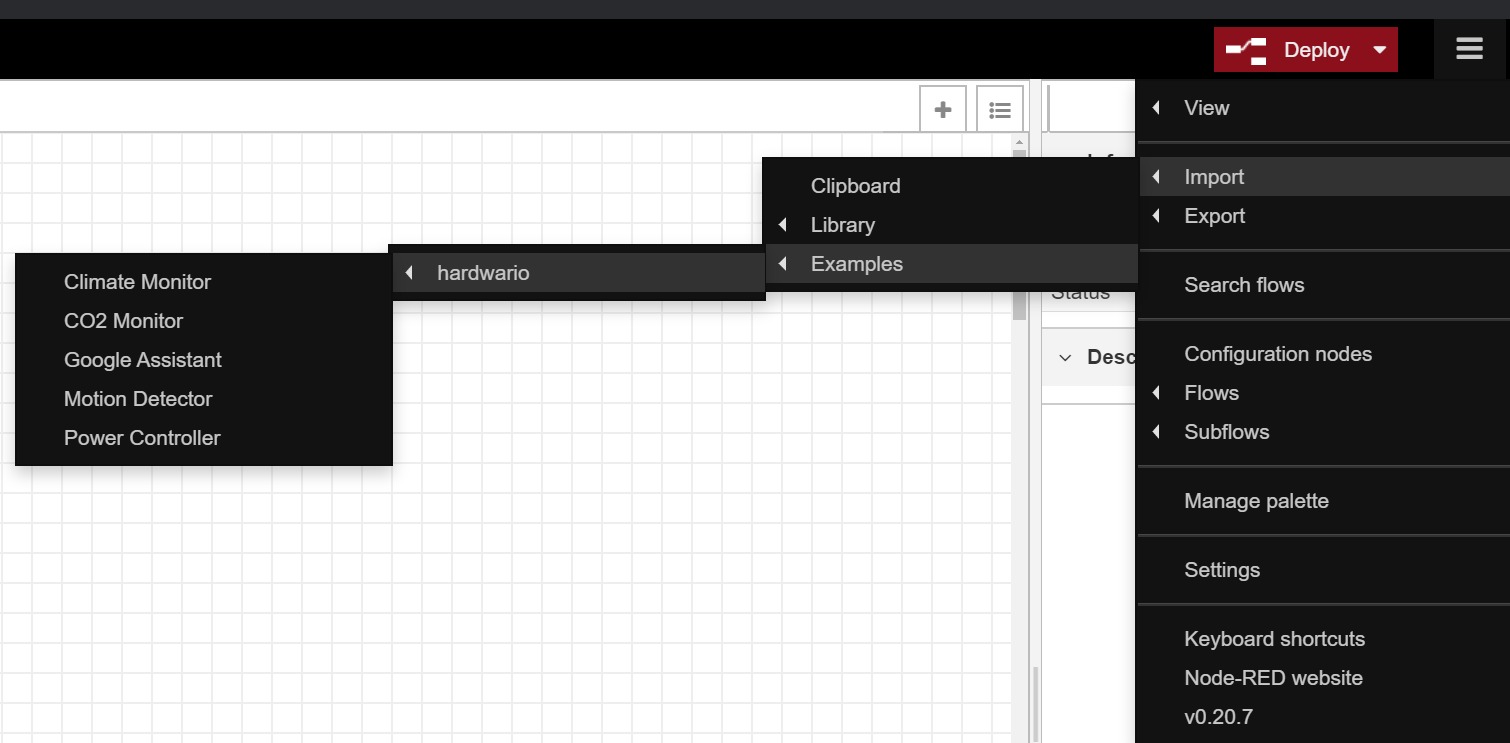 Deploy
View
Import
Export
Search flows
Configuration nodes
Flows
Subflows
Manage palette
Settings
Keyboard shortcuts
Node-RED website
v0.20.7
Clipboard
Library
Examples
hardwario
Climate Monitor
CO2 Monitor
Google Assistant
Motion Detector
Power Controller
Status
Desc